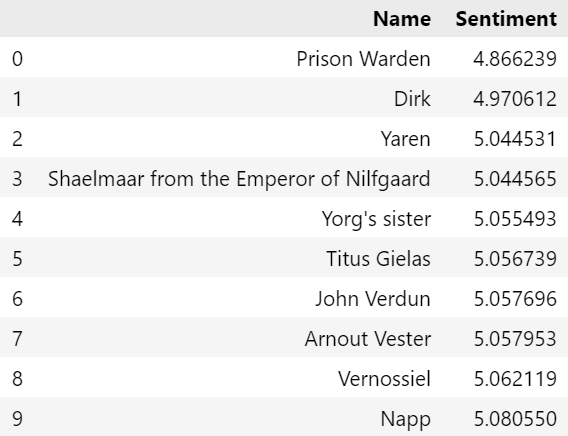 Name Sentiment
0 Prison Warden 4.866239
1 Dirk 4.970612
2 Yaren 5.044531
3 Shaelmaar from the Emperor of Nilfgaard 5.044565
4 Yorg's sister 5.055493
5 Titus Gielas 5.056739
6 John Verdun 5.057696
7 Arnout Vester 5.057953
8 Vernossiel 5.062119
9 Napp 5.080550